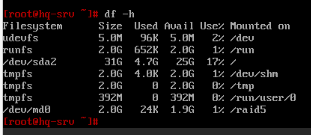 [root@hq-srv ~]# df -h
Filesystem Size Used Avail Use% Mounted on
udevfs 5.0M 96K 5.0M 2% /dev
runfs 2.0G 652K 2.0G 1% /run
/dev/sda2 31G 4.7G 25G 17% /
tmpfs 2.0G 4.0K 2.0G 1% /dev/shm
tmpfs 2.0G 0 2.0G 0% /tmp
tmpfs 392M 0 392M 0% /run/user/0
/dev/md0 2.0G 24K 1.9G 1% /raid5
[root@hq-srv ~]#